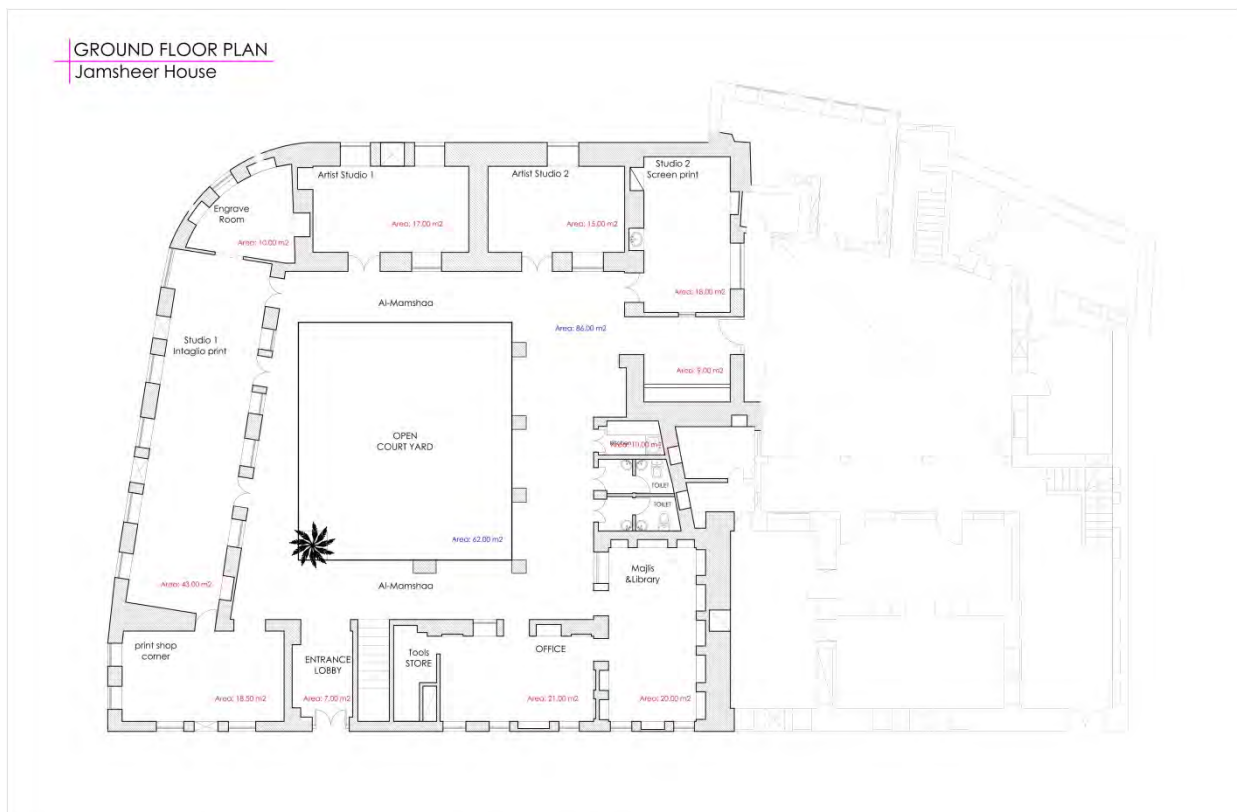 GROUND FLOOR PLAN
Jamsheer House
Artist Studio 1
Area: 17.00 m2
Artist Studio 2
Area: 15.00 m2
Studio 2
Screen print
Area: 18.00 m2
Engrave
Room
Area: 10.00 m2
Al-Mamshaa
Area: 86.00 m2
Studio 1
Intaglio print
Area: 43.00 m2
Area: 9.00 m2
OPEN
COURT YARD
Area: 62.00 m2
Kitchen
TOILET
TOILET
Al-Mamshaa
Majlis
&Library
Area: 20.00 m2
print shop
corner
Area: 18.50 m2
ENTRANCE
LOBBY
Area: 7.00 m2
Tools
STORE
OFFICE
Area: 21.00 m2